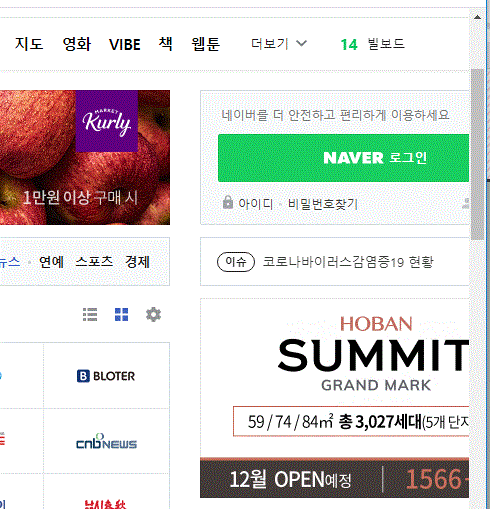 지도 영화 VIBE 책 웹툰 더보기 14 빌보드
MARKET
Kurly
1만원 이상 구매 시
네이버를 더 안전하고 편리하게 이용하세요
NAVER 로그인
아이디 · 비밀번호찾기
뉴스 · 연예 스포츠 경제
이슈 코로나바이러스감염증19 현황
HOBAN
SUMMIT
GRAND MARK
59 / 74 / 84㎡ 총 3,027세대(5개 단지
12월 OPEN예정 | 1566-
B BLOTER
cnbNEWS